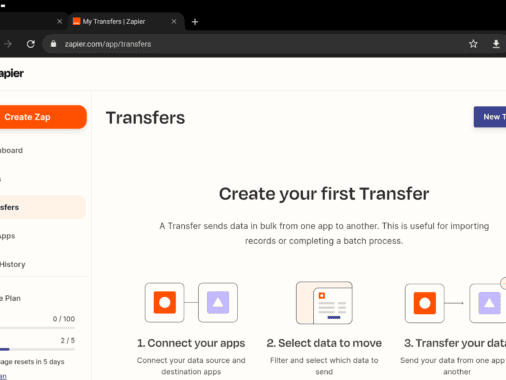 My Transfers | Zapier
zapier.com/app/transfers
apier
Create Zap
Transfers
New T
board
s
sfers
Create your first Transfer
A Transfer sends data in bulk from one app to another. This is useful for importing
records or completing a batch process.
Apps
History
e Plan
0 / 100
2 / 5
age resets in 5 days
an
1. Connect your apps
Connect your data source and
destination apps
2. Select data to move
Filter and select which data to
send
3. Transfer your data
Send your data from one app
another